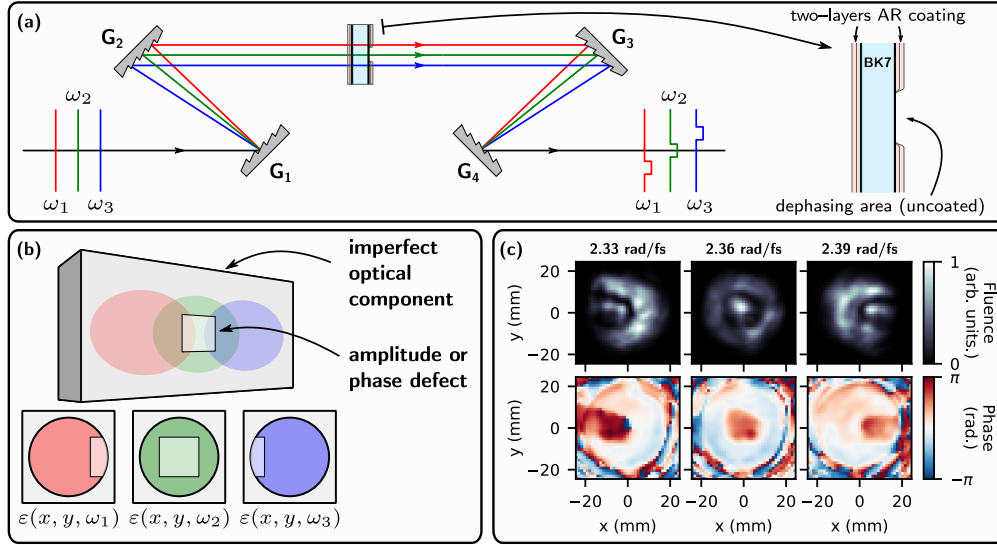 (a)
G₂
G₃
two−layers AR coating
BK7
ω₂
ω₂
G₁
G₄
ω₁ ω₃
ω₁ ω₃
dephasing area (uncoated)
(b)
imperfect
optical
component
amplitude or
phase defect
ε(x, y, ω₁) ε(x, y, ω₂) ε(x, y, ω₃)
(c)
2.33 rad/fs 2.36 rad/fs 2.39 rad/fs
y (mm)
20
0
−20
1
0
Fluence
(arb. units.)
y (mm)
20
0
−20
π
−π
Phase
(rad.)
−20 0 20 −20 0 20 −20 0 20
x (mm) x (mm) x (mm)